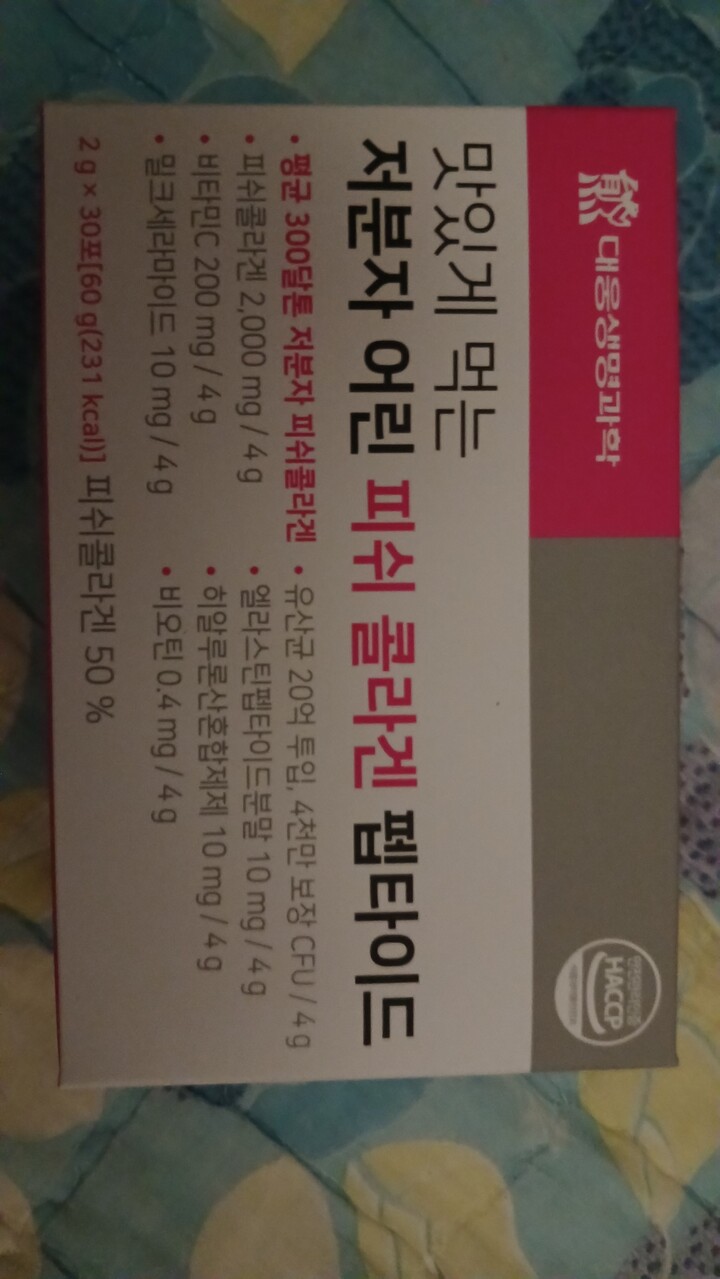 대웅생명과학
HACCP
맛있게 먹는
저분자 어린 피쉬 콜라겐 펩타이드
• 평균 300달톤 저분자 피쉬콜라겐
• 피쉬콜라겐 2,000 mg / 4 g
• 비타민C 200 mg / 4 g
• 밀크세라마이드 10 mg / 4 g
• 유산균 20억 투입, 4천만 보장 CFU / 4 g
• 엘라스틴펩타이드분말 10 mg / 4 g
• 히알루론산혼합제제 10 mg / 4 g
• 비오틴 0.4 mg / 4 g
2 g × 30포[60 g(231 kcal)] 피쉬콜라겐 50 %